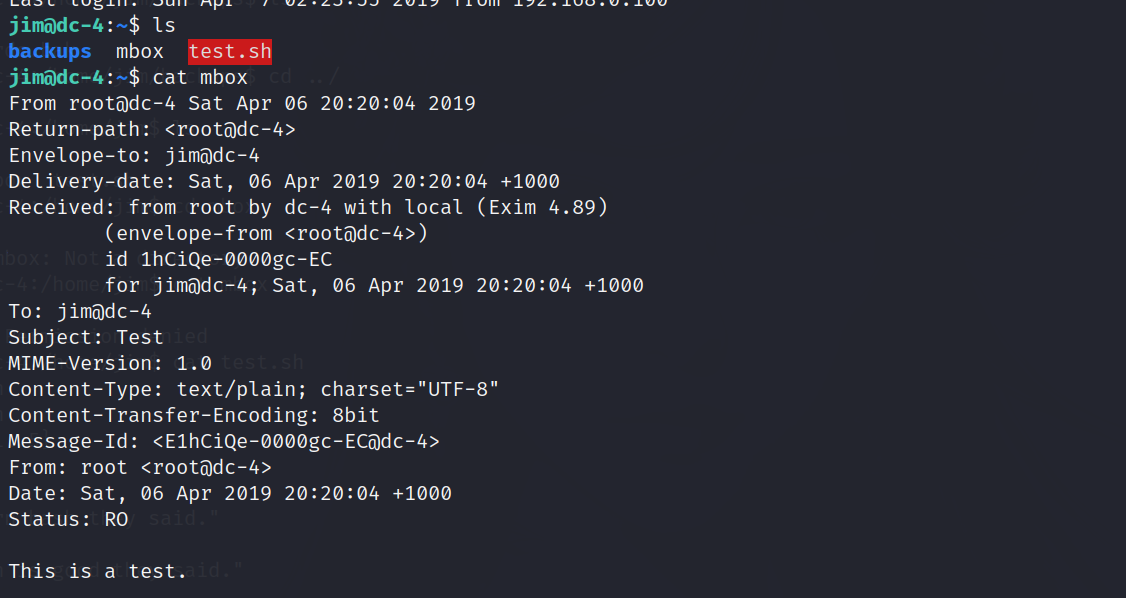 Last login: Sun Apr  7 02:23:55 2019 from 192.168.0.100
jim@dc-4:~$ ls
backups  mbox  test.sh
jim@dc-4:~$ cat mbox
From root@dc-4 Sat Apr 06 20:20:04 2019
Return-path: <root@dc-4>
Envelope-to: jim@dc-4
Delivery-date: Sat, 06 Apr 2019 20:20:04 +1000
Received: from root by dc-4 with local (Exim 4.89)
        (envelope-from <root@dc-4>)
        id 1hCiQe-0000gc-EC
        for jim@dc-4; Sat, 06 Apr 2019 20:20:04 +1000
To: jim@dc-4
Subject: Test
MIME-Version: 1.0
Content-Type: text/plain; charset="UTF-8"
Content-Transfer-Encoding: 8bit
Message-Id: <E1hCiQe-0000gc-EC@dc-4>
From: root <root@dc-4>
Date: Sat, 06 Apr 2019 20:20:04 +1000
Status: RO
This is a test.